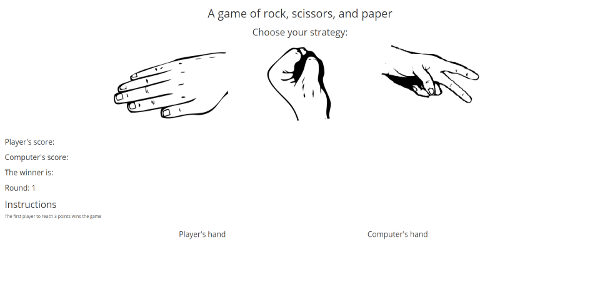 A game of rock, scissors, and paper
Choose your strategy:
Player's score:
Computer's score:
The winner is:
Round: 1
Instructions
The first player to reach 3 points wins the game
Player's hand
Computer's hand